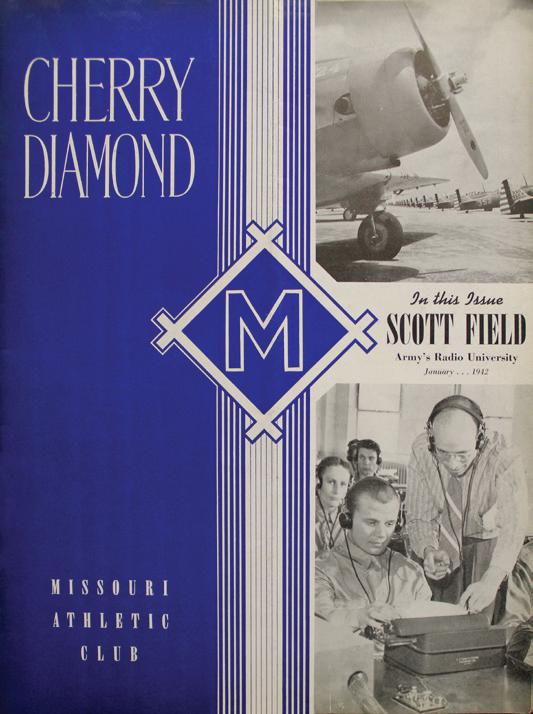 CHERRY
DIAMOND
M
In this Issue
SCOTT FIELD
Army's Radio University
January . . . 1942
MISSOURI
ATHLETIC
CLUB